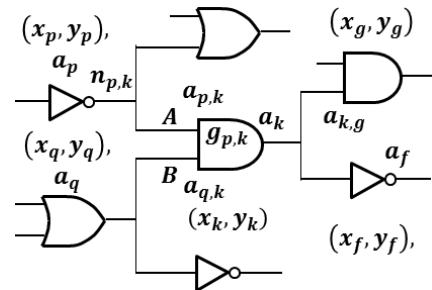 (x_p, y_p),
a_p
n_{p,k}
(x_g, y_g)
a_{p,k}
A
g_{p,k}
a_k
a_{k,g}
(x_q, y_q),
a_q
B
a_{q,k}
a_f
(x_k, y_k)
(x_f, y_f),